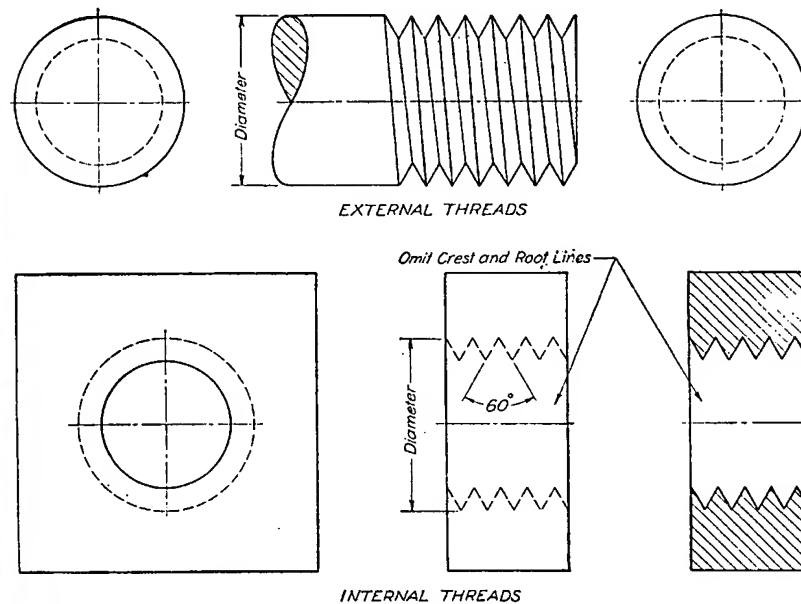 Diameter
EXTERNAL THREADS
Omit Crest and Root Lines
60°
Diameter
INTERNAL THREADS